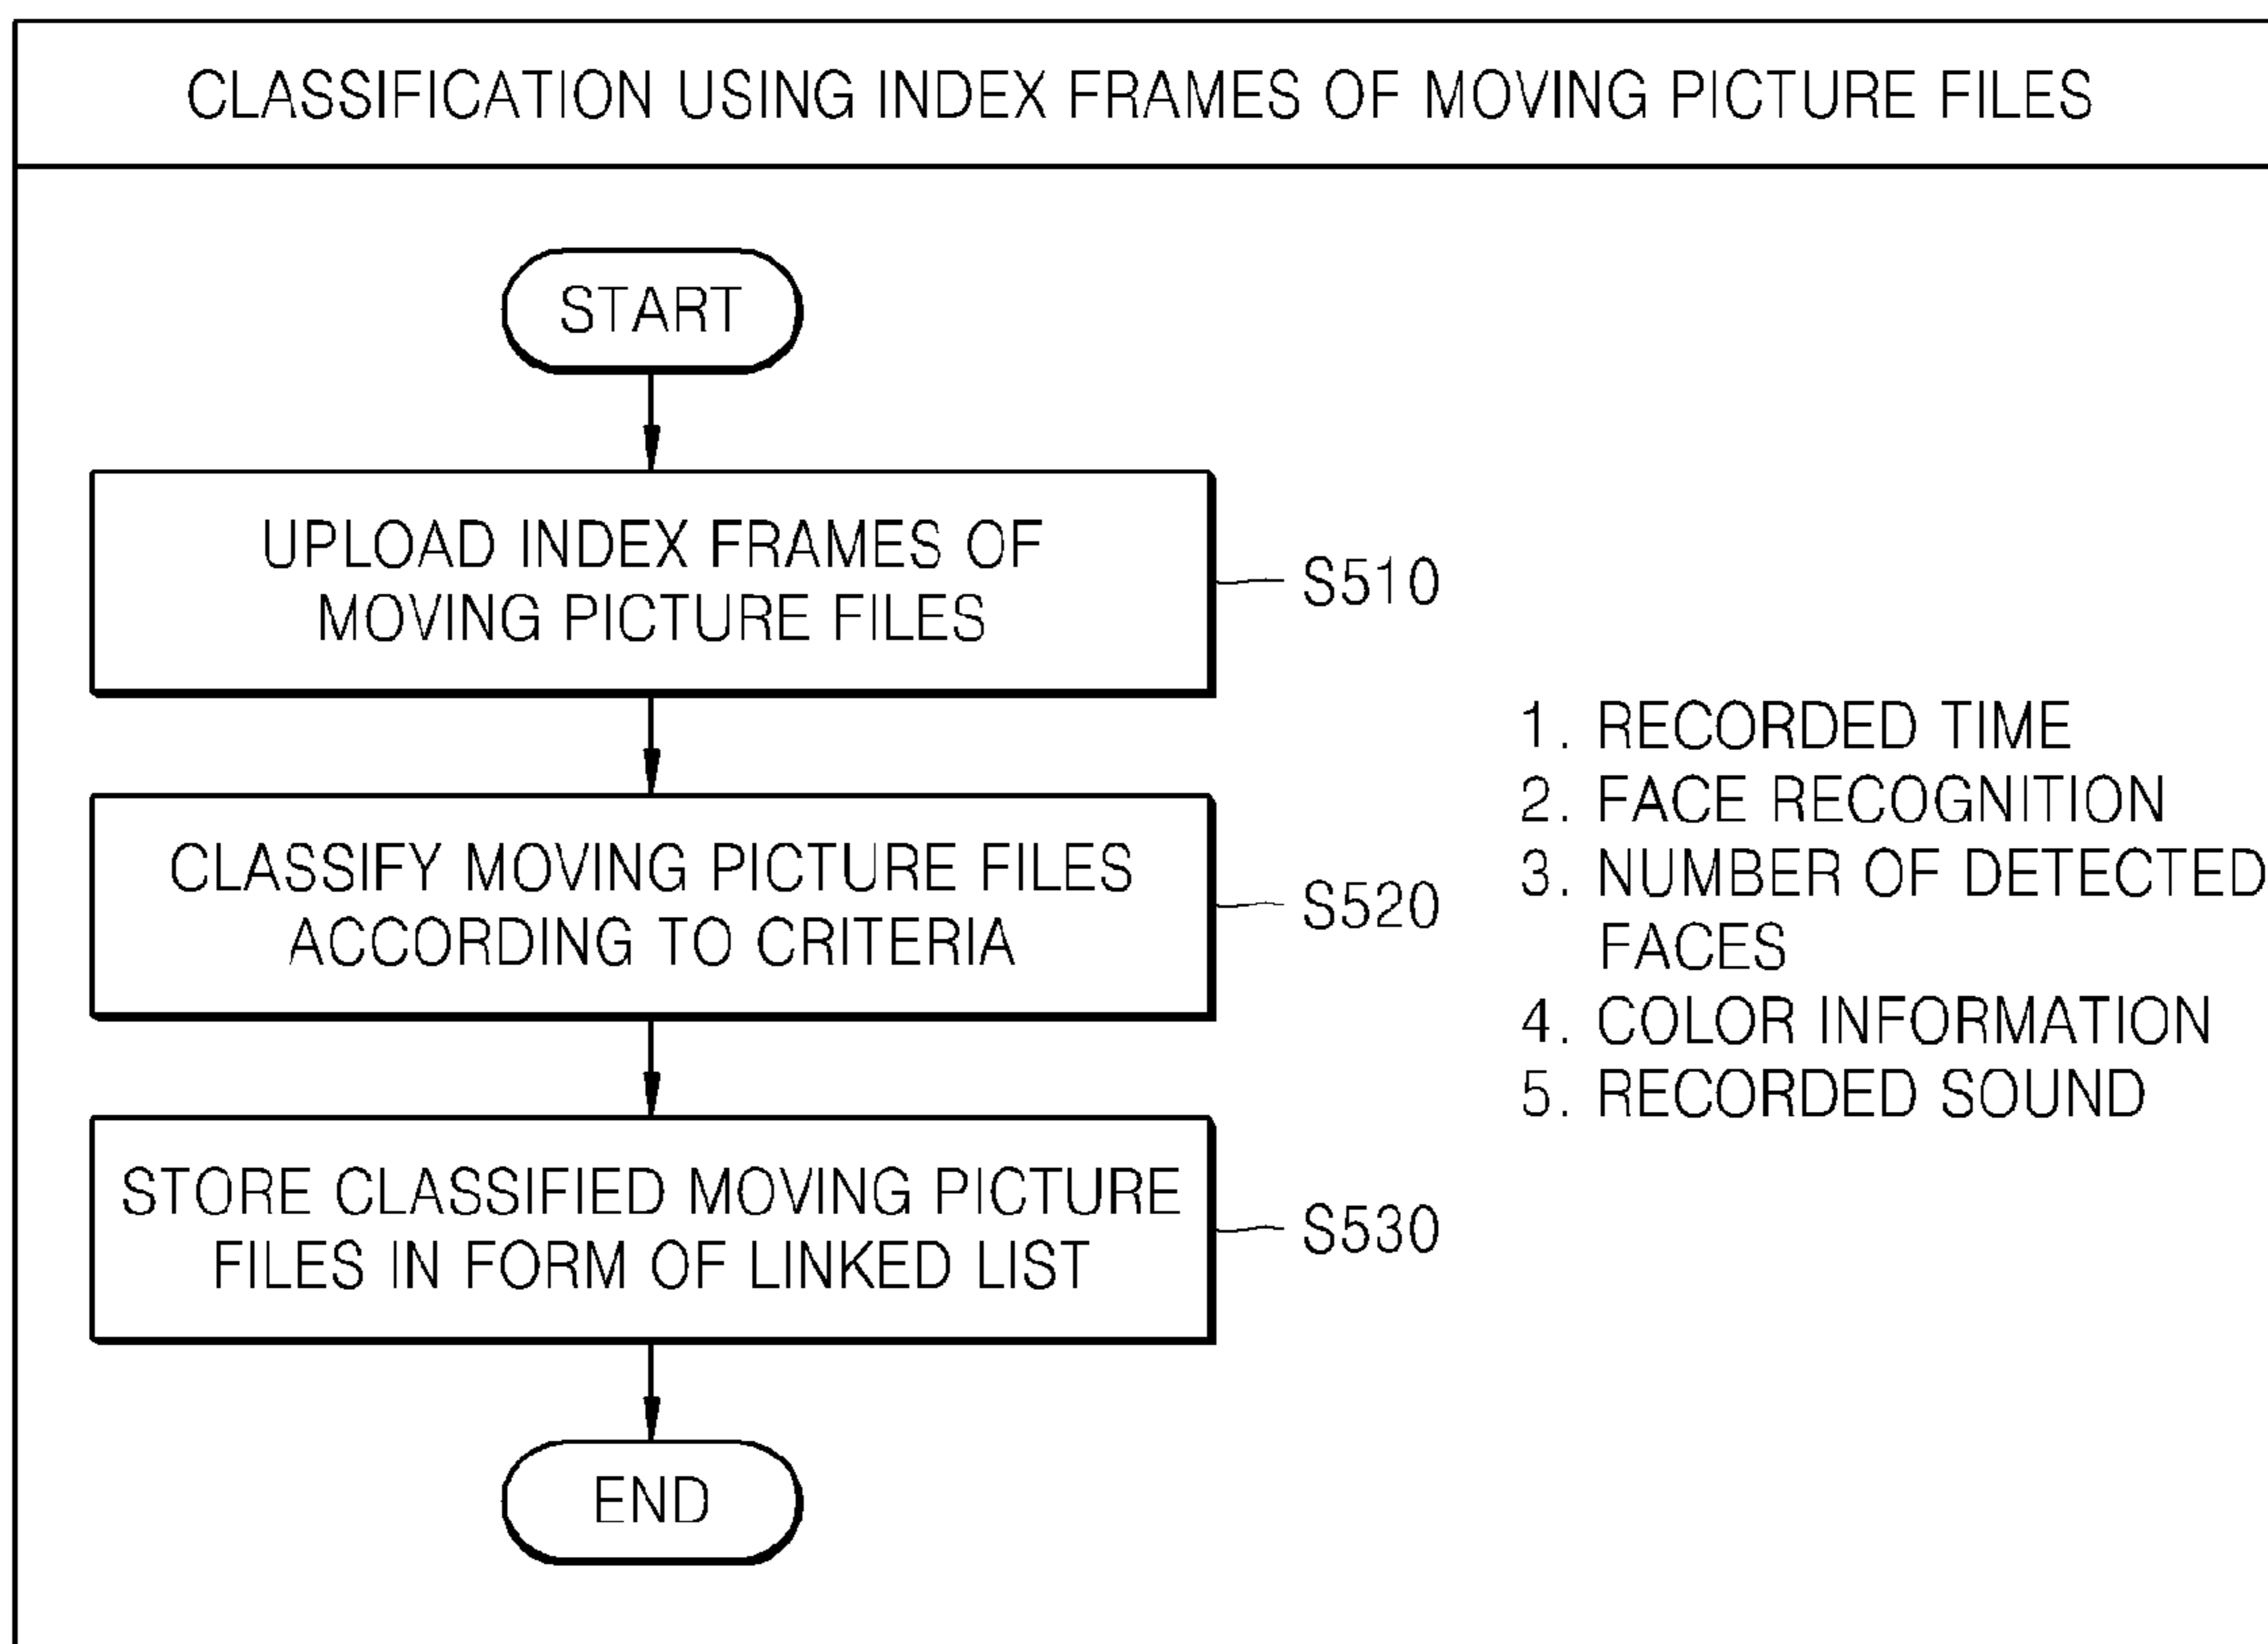 CLASSIFICATION USING INDEX FRAMES OF MOVING PICTURE FILES
START
UPLOAD INDEX FRAMES OF
MOVING PICTURE FILES
S510
CLASSIFY MOVING PICTURE FILES
ACCORDING TO CRITERIA
S520
1. RECORDED TIME
2. FACE RECOGNITION
3. NUMBER OF DETECTED
FACES
4. COLOR INFORMATION
5. RECORDED SOUND
STORE CLASSIFIED MOVING PICTURE
FILES IN FORM OF LINKED LIST
S530
END